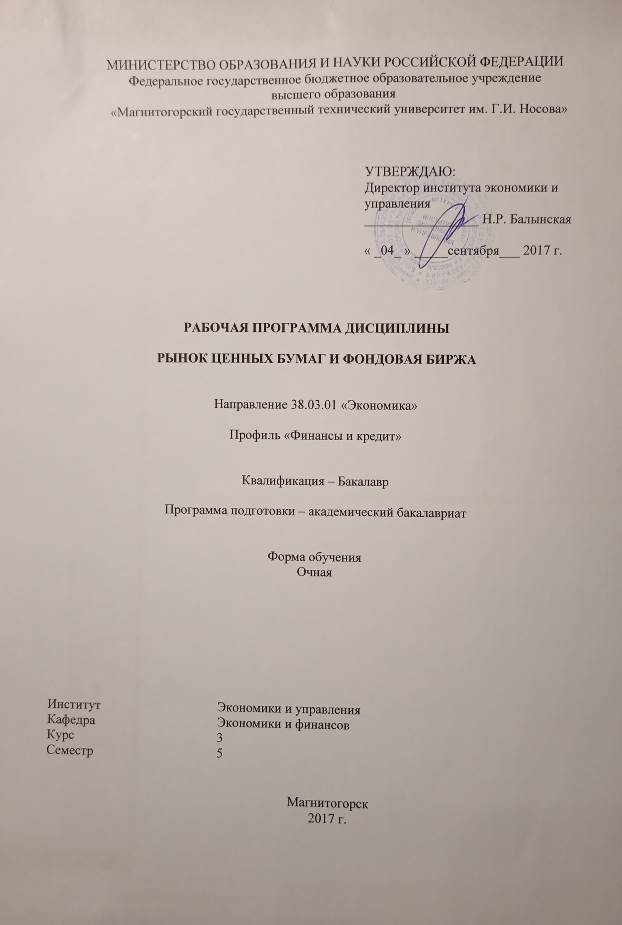 МИНИСТЕРСТВО ОБРАЗОВАНИЯ И НАУКИ РОССИЙСКОЙ ФЕДЕРАЦИИ
Федеральное государственное бюджетное образовательное учреждение
высшего образования
«Магнитогорский государственный технический университет им. Г.И. Носова»
УТВЕРЖДАЮ:
Директор института экономики и
управления
_________________ Н.Р. Балынская
« _04_ » _____сентября___ 2017 г.
РАБОЧАЯ ПРОГРАММА ДИСЦИПЛИНЫ
РЫНОК ЦЕННЫХ БУМАГ И ФОНДОВАЯ БИРЖА
Направление 38.03.01 «Экономика»
Профиль «Финансы и кредит»
Квалификация – Бакалавр
Программа подготовки – академический бакалавриат
Форма обучения
Очная
Институт Экономики и управления
Кафедра Экономики и финансов
Курс 3
Семестр 5
Магнитогорск
2017 г.